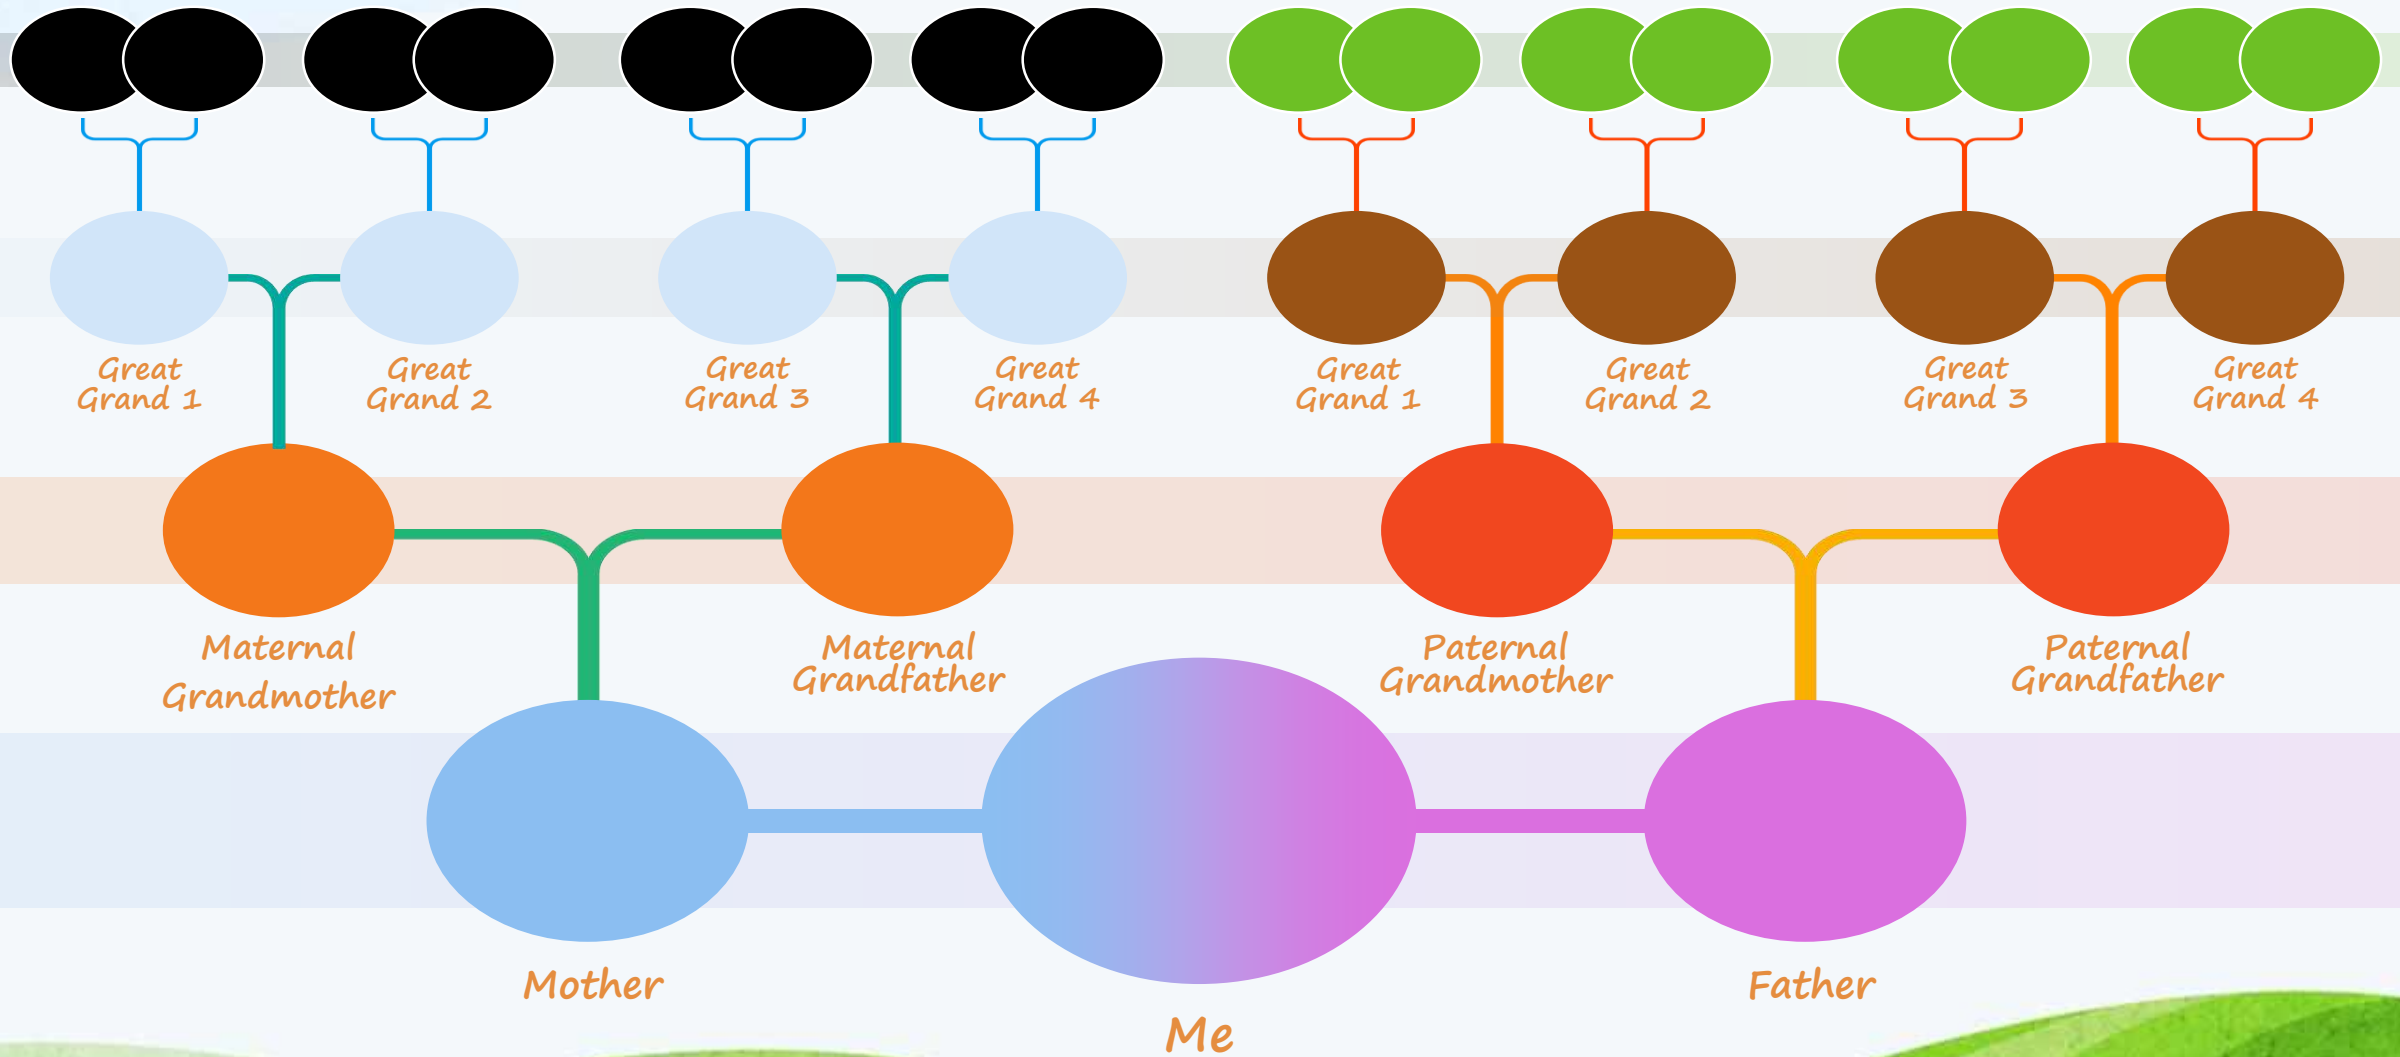 Great
Grand 1
Great
Grand 2
Great
Grand 3
Great
Grand 4
Great
Grand 1
Great
Grand 2
Great
Grand 3
Great
Grand 4
Maternal
Grandmother
Maternal
Grandfather
Paternal
Grandmother
Paternal
Grandfather
Mother
Father
Me